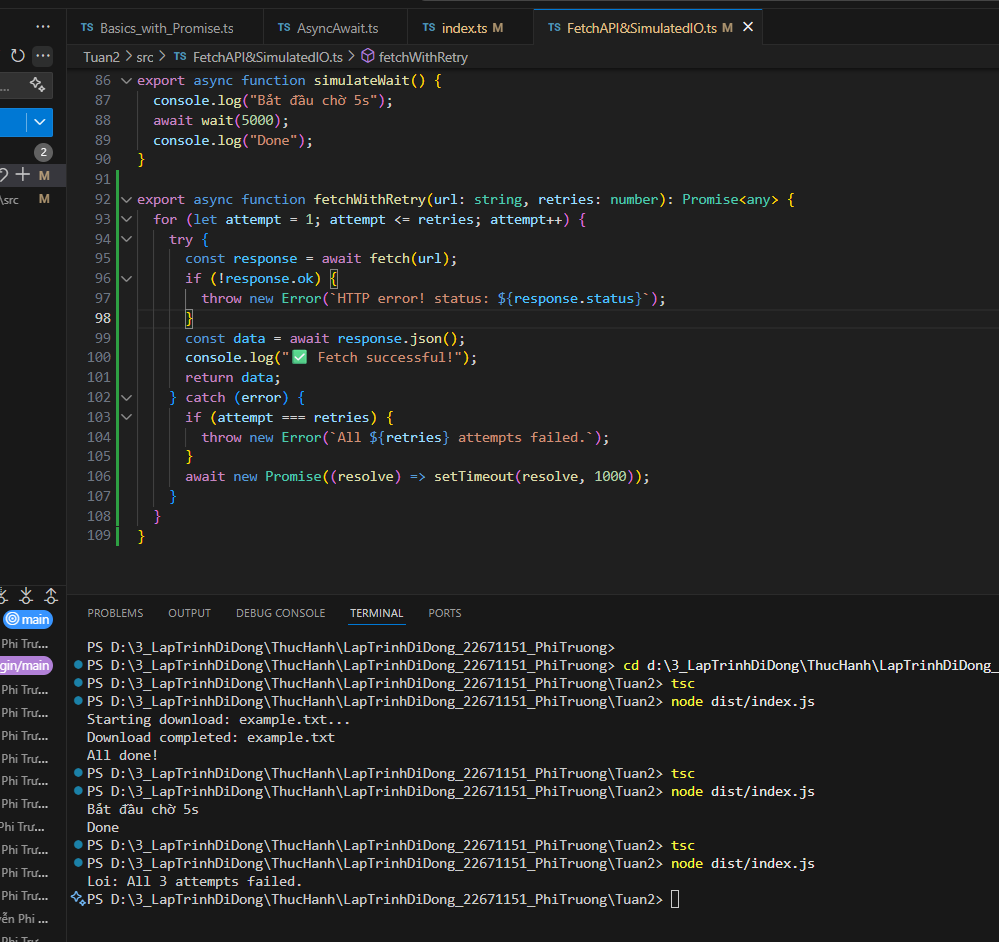 TS Basics_with_Promise.ts TS AsyncAwait.ts TS index.ts M TS FetchAPI&SimulatedIO.ts M
Tuan2 > src > TS FetchAPI&SimulatedIO.ts > fetchWithRetry
86 export async function simulateWait() {
87 console.log("Bắt đầu chờ 5s");
88 await wait(5000);
89 console.log("Done");
90 }
91
92 export async function fetchWithRetry(url: string, retries: number): Promise<any> {
93 for (let attempt = 1; attempt <= retries; attempt++) {
94 try {
95 const response = await fetch(url);
96 if (!response.ok) {
97 throw new Error(`HTTP error! status: ${response.status}`);
98 }
99 const data = await response.json();
100 console.log("✅ Fetch successful!");
101 return data;
102 } catch (error) {
103 if (attempt === retries) {
104 throw new Error(`All ${retries} attempts failed.`);
105 }
106 await new Promise((resolve) => setTimeout(resolve, 1000));
107 }
108 }
109 }
2
M
\src M
main
Phi Trư...
gin/main
Phi Trư...
Phi Trư...
Phi Trư...
Phi Trư...
Phi Trư...
Phi Trư...
Phi Trư...
Phi Trư...
Phi Trư...
Phi Trư...
ễn Phi ...
Phi Trư...
PROBLEMS OUTPUT DEBUG CONSOLE TERMINAL PORTS
PS D:\3_LapTrinhDiDong\ThucHanh\LapTrinhDiDong_22671151_PhiTruong>
PS D:\3_LapTrinhDiDong\ThucHanh\LapTrinhDiDong_22671151_PhiTruong> cd d:\3_LapTrinhDiDong\ThucHanh\LapTrinhDiDong_
PS D:\3_LapTrinhDiDong\ThucHanh\LapTrinhDiDong_22671151_PhiTruong\Tuan2> tsc
PS D:\3_LapTrinhDiDong\ThucHanh\LapTrinhDiDong_22671151_PhiTruong\Tuan2> node dist/index.js
Starting download: example.txt...
Download completed: example.txt
All done!
PS D:\3_LapTrinhDiDong\ThucHanh\LapTrinhDiDong_22671151_PhiTruong\Tuan2> tsc
PS D:\3_LapTrinhDiDong\ThucHanh\LapTrinhDiDong_22671151_PhiTruong\Tuan2> node dist/index.js
Bắt đầu chờ 5s
Done
PS D:\3_LapTrinhDiDong\ThucHanh\LapTrinhDiDong_22671151_PhiTruong\Tuan2> tsc
PS D:\3_LapTrinhDiDong\ThucHanh\LapTrinhDiDong_22671151_PhiTruong\Tuan2> node dist/index.js
Loi: All 3 attempts failed.
PS D:\3_LapTrinhDiDong\ThucHanh\LapTrinhDiDong_22671151_PhiTruong\Tuan2>